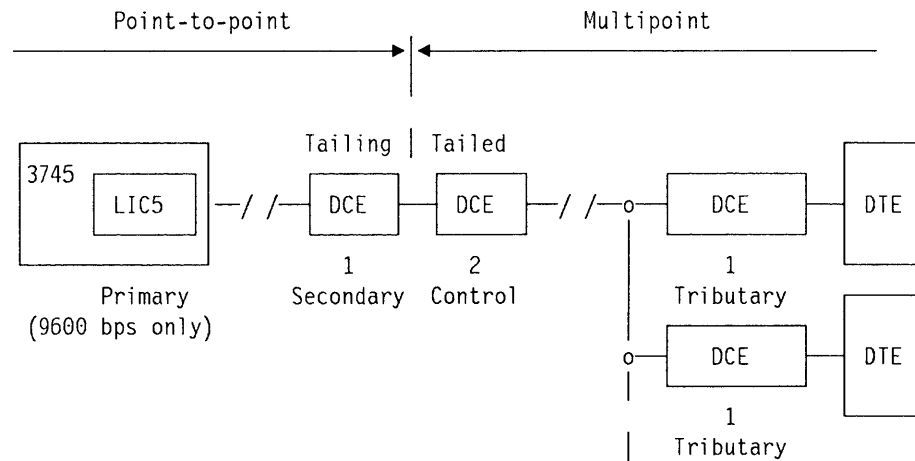 Point-to-point Multipoint
Tailing Tailed
3745
LIC5 DCE DCE DCE DTE
1 2 1
Primary Secondary Control Tributary
(9600 bps only)
DCE DTE
1
Tributary